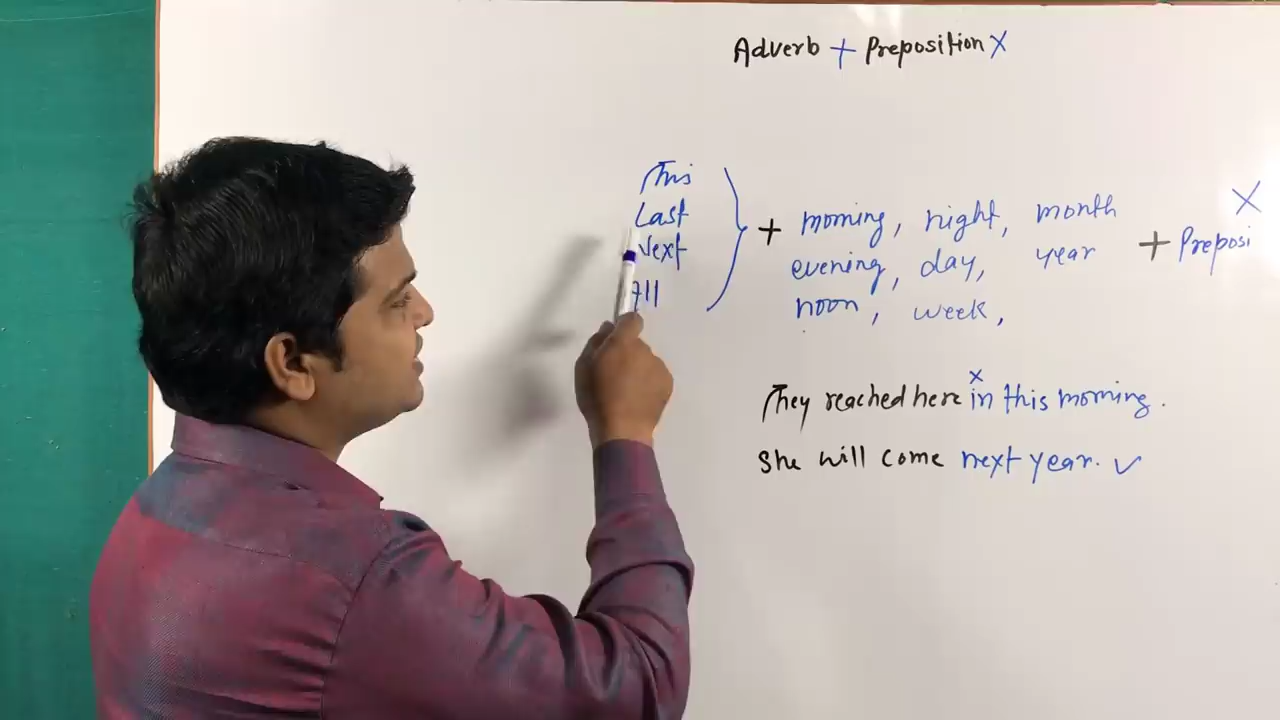 Adverb + Preposition X
This
Last
Next
All
+ morning, night, month
evening, day, year
noon, week,
X
+ Preposi
x
They reached here in this morning.
She will come next year. ✓